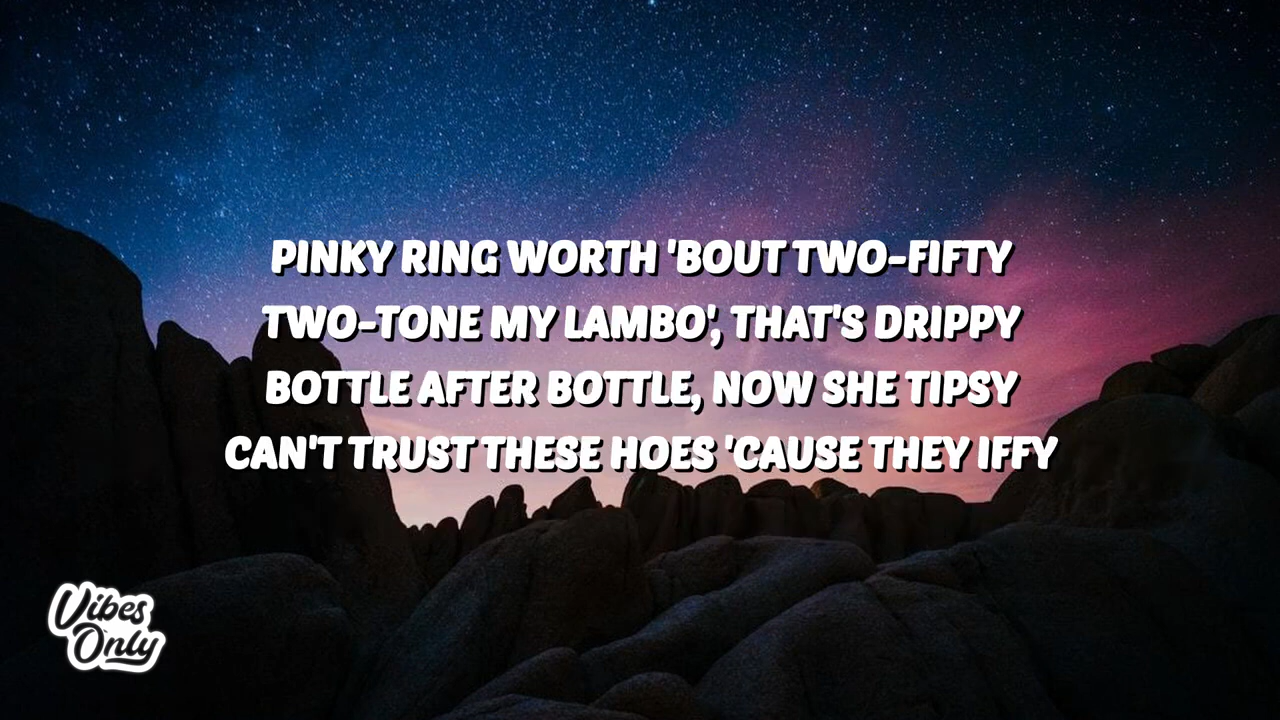 PINKY RING WORTH 'BOUT TWO-FIFTY
TWO-TONE MY LAMBO', THAT'S DRIPPY
BOTTLE AFTER BOTTLE, NOW SHE TIPSY
CAN'T TRUST THESE HOES 'CAUSE THEY IFFY
Vibes
Only